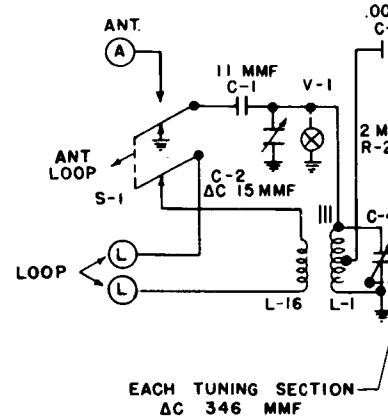 .00
ANT.
C-
A
11 MMF
C-1
V-1
2 M
R-2
ANT
LOOP
S-1
C-2
ΔC 15 MMF
C-4
L
LOOP
L
L-16
L-1
EACH TUNING SECTION
ΔC 346 MMF